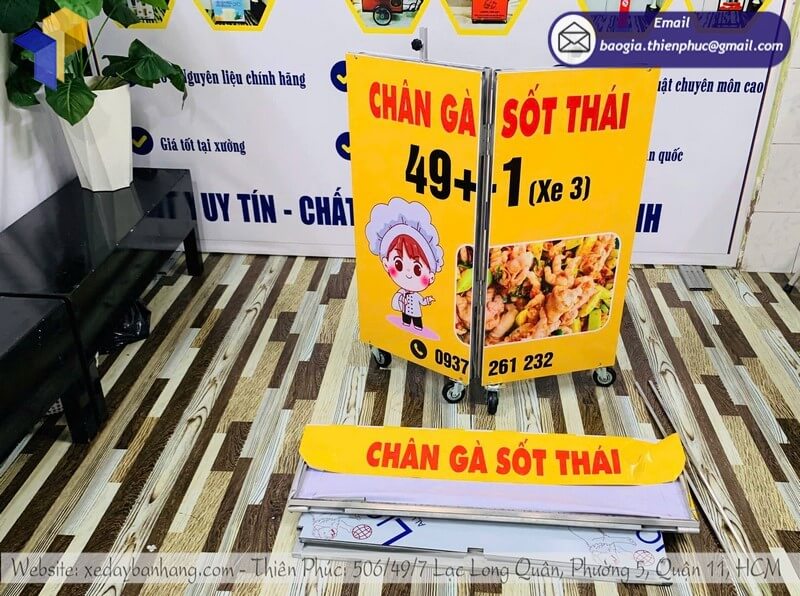 Email
baogia.thienphuc@gmail.com
Nguyên liệu chính hãng
uật chuyên môn cao
Giá tốt tại xưởng
n quốc
UY TÍN - CHẤT
NH
CHÂN GÀ SỐT THÁI
49+-1 (Xe 3)
0937 261 232
CHÂN GÀ SỐT THÁI
Website: xedaybanhang.com - Thiên Phúc: 506/49/7 Lạc Long Quân, Phường 5, Quận 11, HCM